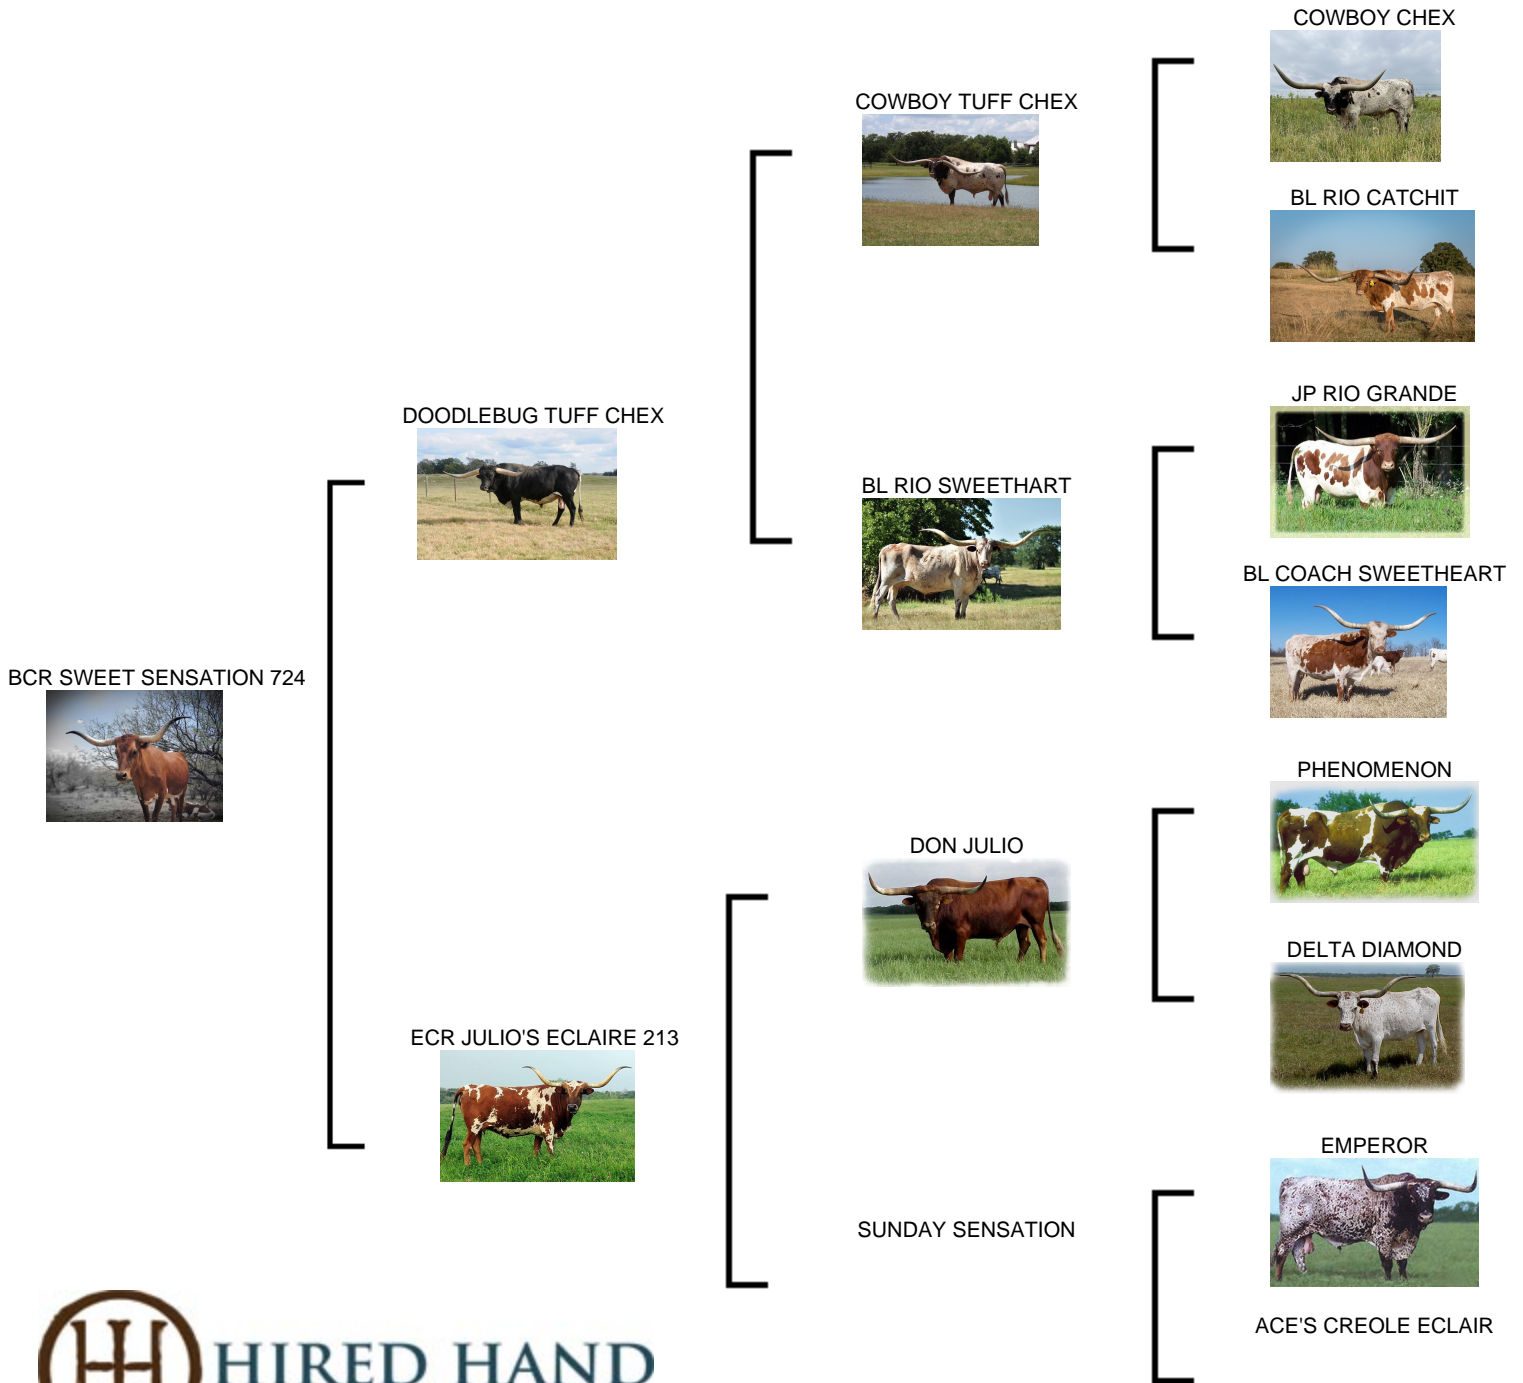 COWBOY CHEX
COWBOY TUFF CHEX
BL RIO CATCHIT
DOODLEBUG TUFF CHEX
JP RIO GRANDE
BL RIO SWEETHART
BL COACH SWEETHEART
BCR SWEET SENSATION 724
PHENOMENON
DON JULIO
DELTA DIAMOND
ECR JULIO'S ECLAIRE 213
EMPEROR
SUNDAY SENSATION
ACE'S CREOLE ECLAIR
HIRED HAND